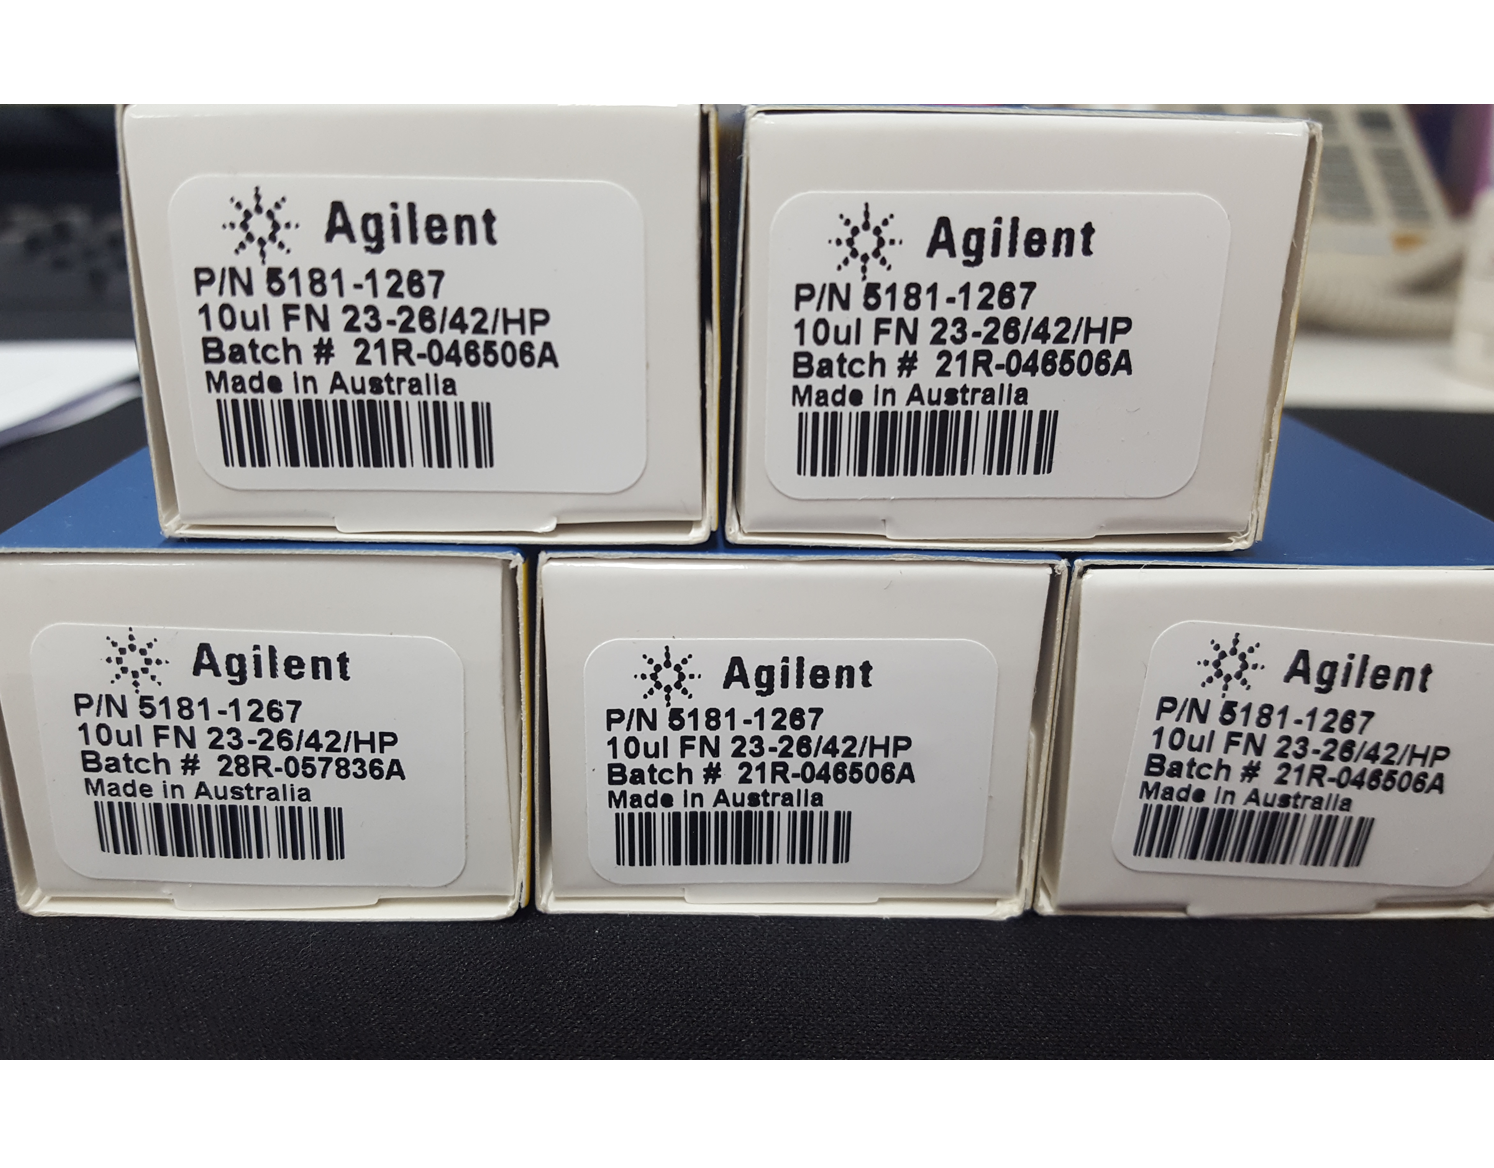 Agilent
P/N 5181-1267
10ul FN 23-26/42/HP
Batch # 21R-046506A
Made in Australia
Agilent
P/N 5181-1267
10ul FN 23-26/42/HP
Batch # 21R-046506A
Made in Australia
Agilent
P/N 5181-1267
10ul FN 23-26/42/HP
Batch # 28R-057836A
Made in Australia
Agilent
P/N 5181-1267
10ul FN 23-26/42/HP
Batch # 21R-046506A
Made in Australia
Agilent
P/N 5181-1267
10ul FN 23-26/42/HP
Batch # 21R-046506A
Made in Australia